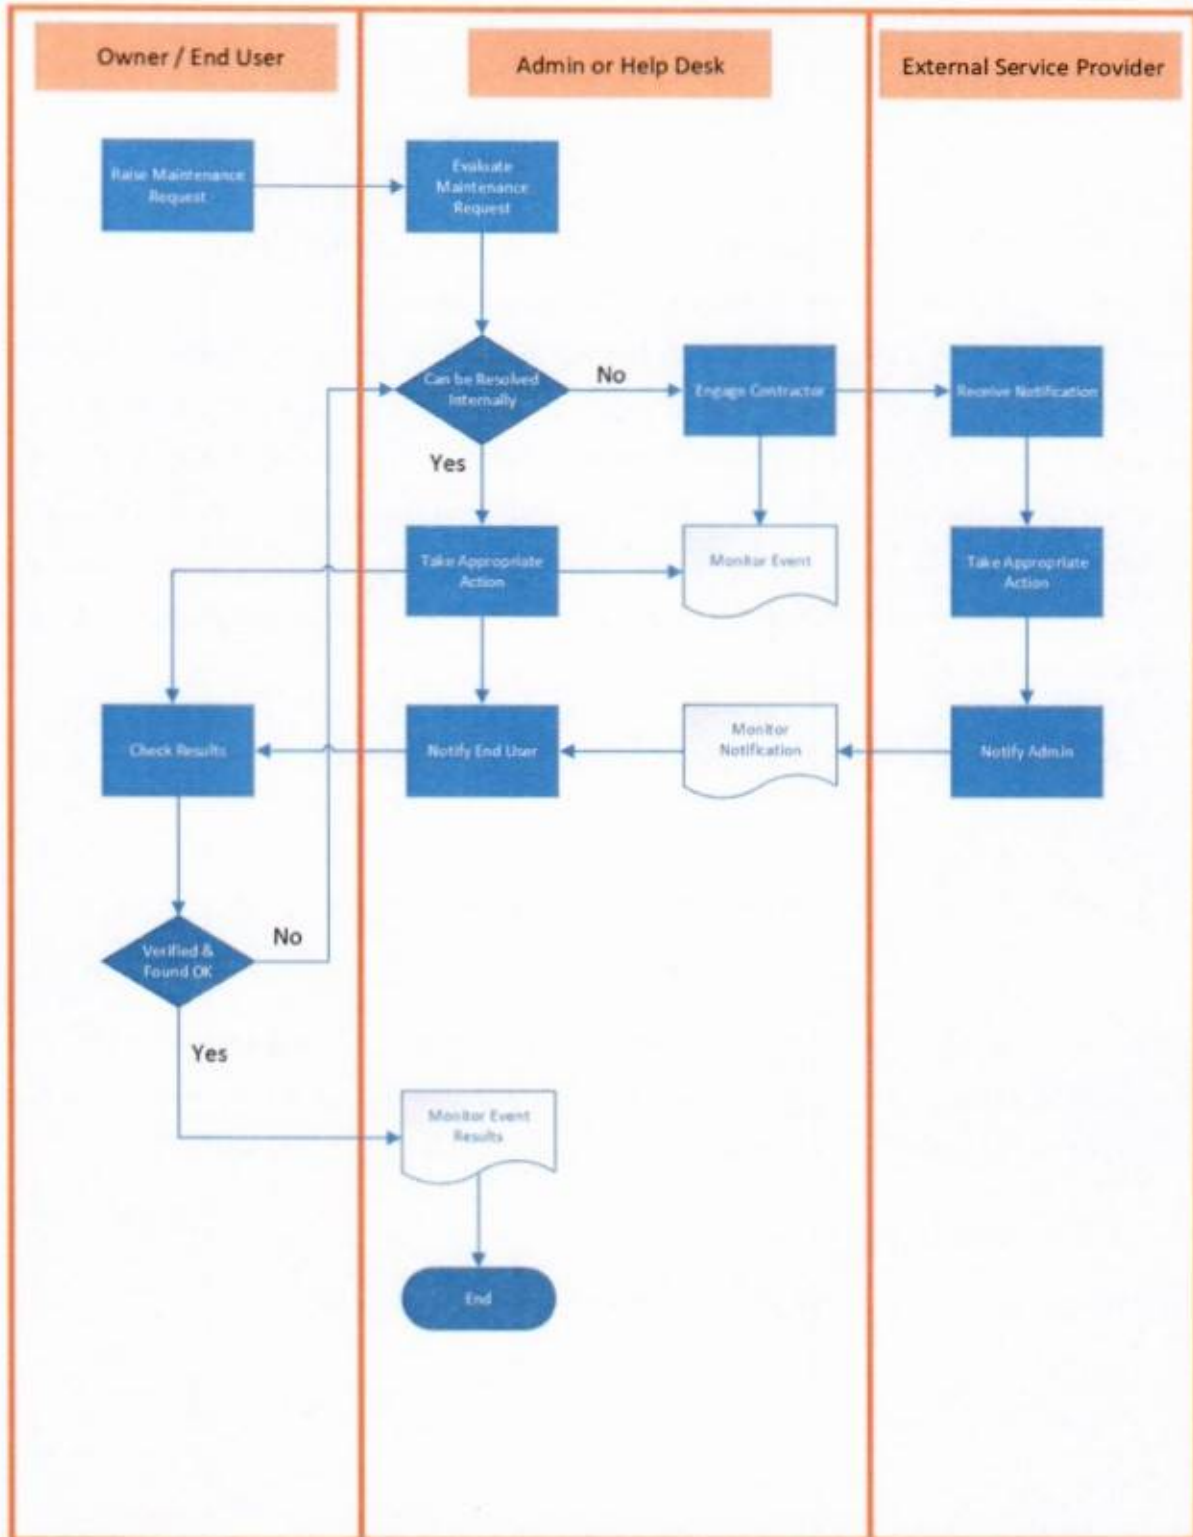 Owner / End User
Admin or Help Desk
External Service Provider
Raise Maintenance
Request
Evaluate
Maintenance
Request
Can be Resolved
Internally
No
Engage Contractor
Receive Notification
Yes
Take Appropriate
Action
Monitor Event
Take Appropriate
Action
Check Results
Notify End User
Monitor
Notification
Notify Admin
Verified &
Found OK
No
Yes
Monitor Event
Results
End